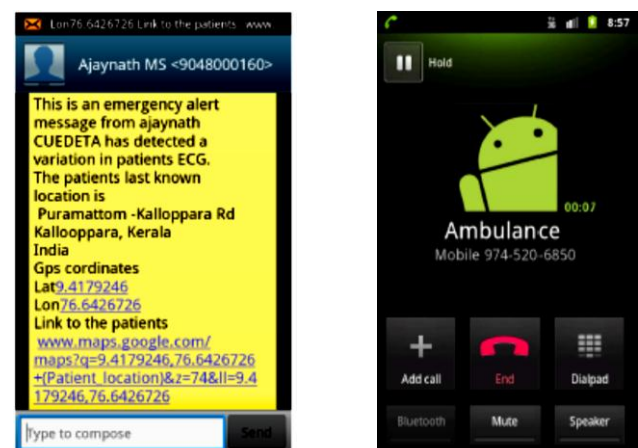 Lon76.6426726 Link to the patients www
Ajaynath MS <9048000160>
This is an emergency alert
message from ajaynath
CUEDETA has detected a
variation in patients ECG.
The patients last known
location is
Puramattom -Kalloppara Rd
Kallooppara, Kerala
India
Gps cordinates
Lat9.4179246
Lon76.6426726
Link to the patients
www.maps.google.com/
maps?q=9.4179246,76.6426726
+(Patient_location)&z=74&ll=9.4
179246,76.6426726
Type to compose
Send
8:57
Hold
00:07
Ambulance
Mobile 974-520-6850
Add call
End
Dialpad
Bluetooth
Mute
Speaker